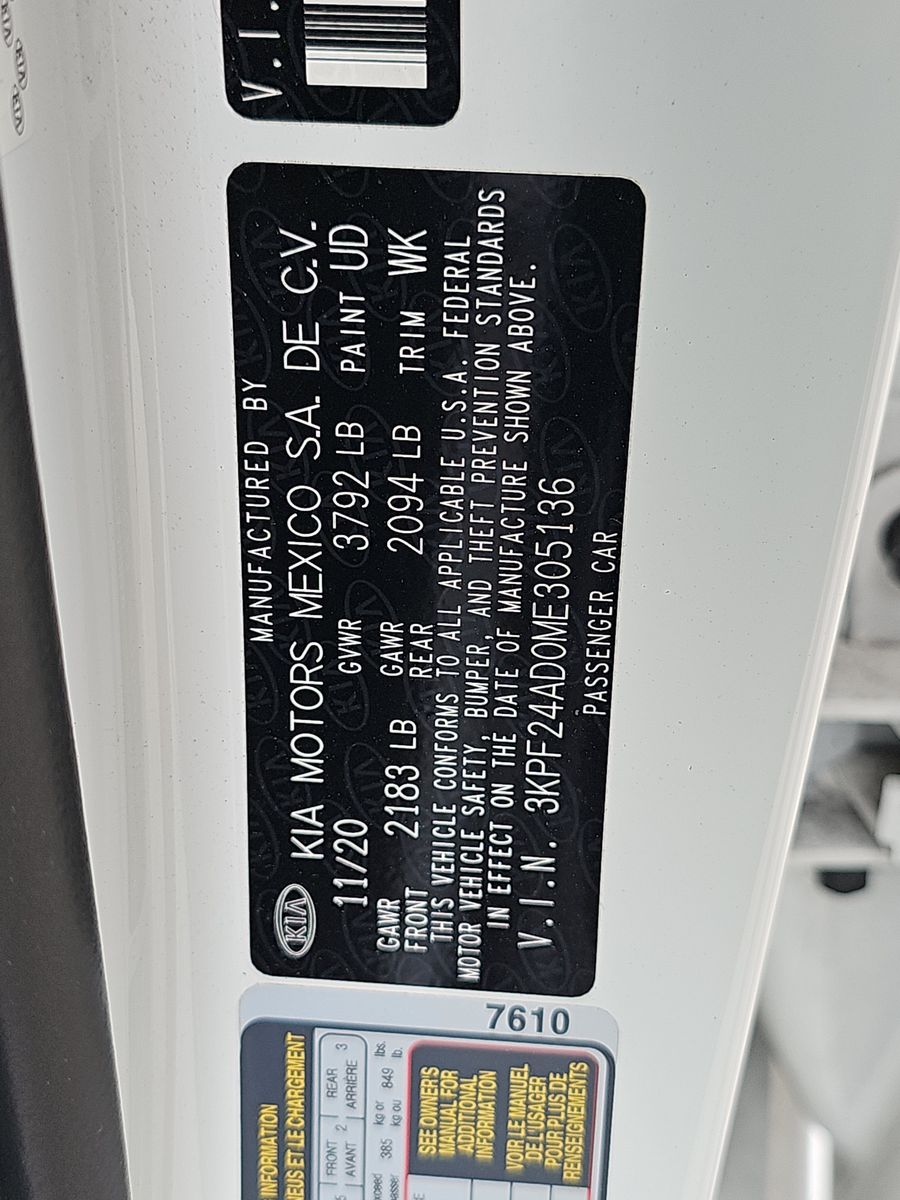 V.I.
MANUFACTURED BY
KIA KIA MOTORS MEXICO S.A. DE C.V.
11/20 GVWR 3792 LB PAINT UD
GAWR FRONT 2183 LB GAWR REAR 2094 LB TRIM WK
THIS VEHICLE CONFORMS TO ALL APPLICABLE U.S.A. FEDERAL
MOTOR VEHICLE SAFETY, BUMPER, AND THEFT PREVENTION STANDARDS
IN EFFECT ON THE DATE OF MANUFACTURE SHOWN ABOVE.
V.I.N. 3KPF24AD0ME305136
PASSENGER CAR
7610
INFORMATION
EUS ET LE CHARGEMENT
FRONT 2 REAR 3
AVANT ARRIÈRE
385 kg or 849 lbs.
kg ou lb.
SEE OWNER'S
MANUAL FOR
ADDITIONAL
INFORMATION
VOIR LE MANUEL
DE L'USAGER
POUR PLUS DE
RENSEIGNEMENTS